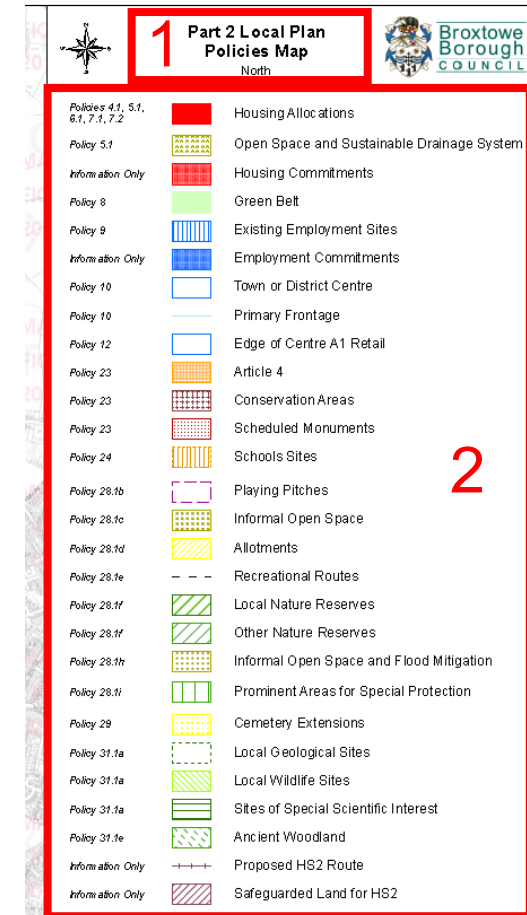 1
Part 2 Local Plan
Policies Map
North
Broxtowe
Borough
COUNCIL
Policies 4.1, 5.1,
6.1, 7.1, 7.2
Housing Allocations
Policy 5.1 Open Space and Sustainable Drainage System
Information Only Housing Commitments
Policy 8 Green Belt
Policy 9 Existing Employment Sites
Information Only Employment Commitments
Policy 10 Town or District Centre
Policy 10 Primary Frontage
Policy 12 Edge of Centre A1 Retail
Policy 23 Article 4
Policy 23 Conservation Areas
Policy 23 Scheduled Monuments
Policy 24 Schools Sites
2
Policy 28.1b Playing Pitches
Policy 28.1c Informal Open Space
Policy 28.1d Allotments
Policy 28.1e Recreational Routes
Policy 28.1f Local Nature Reserves
Policy 28.1f Other Nature Reserves
Policy 28.1h Informal Open Space and Flood Mitigation
Policy 28.1i Prominent Areas for Special Protection
Policy 29 Cemetery Extensions
Policy 31.1a Local Geological Sites
Policy 31.1a Local Wildlife Sites
Policy 31.1a Sites of Special Scientific Interest
Policy 31.1e Ancient Woodland
Information Only Proposed HS2 Route
Information Only Safeguarded Land for HS2